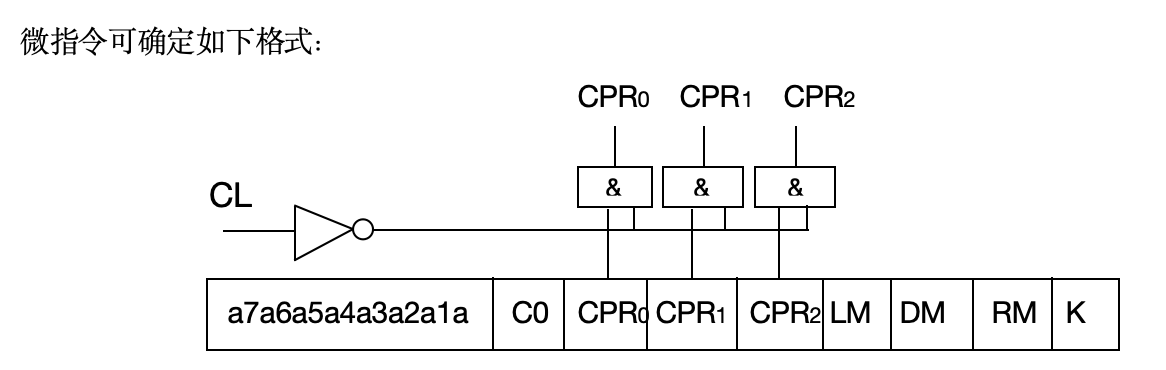 微指令可确定如下格式：
CPR0 CPR1 CPR2
& & &
CL
a7a6a5a4a3a2a1a C0 CPR0 CPR1 CPR2 LM DM RM K